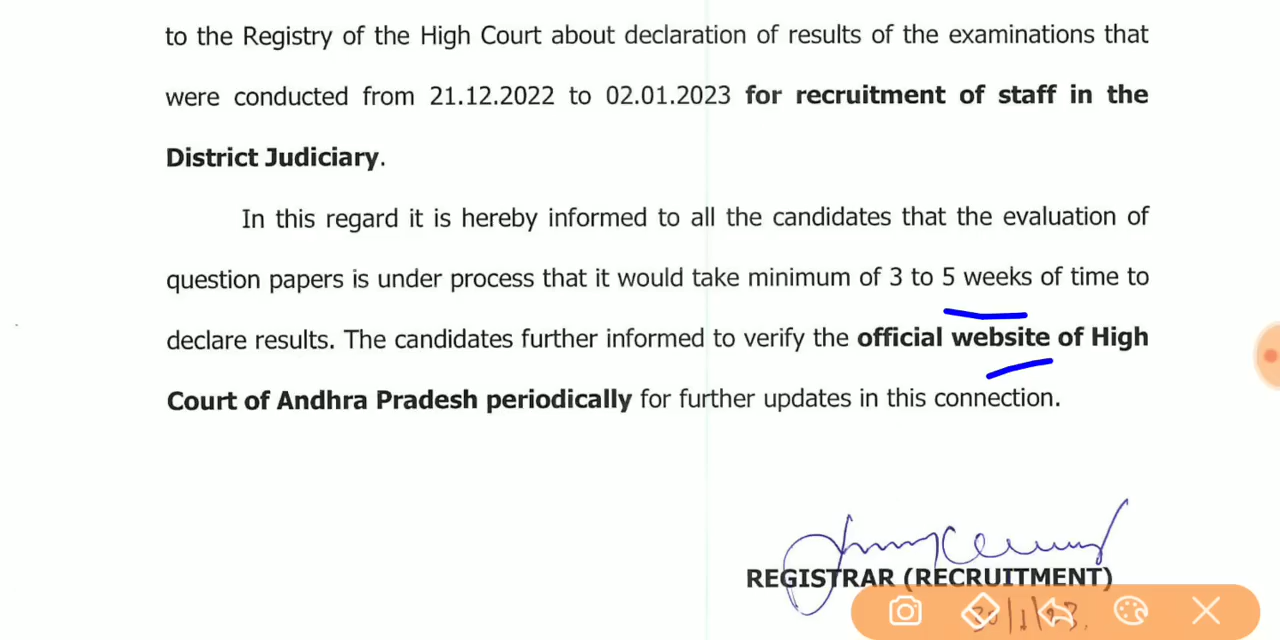 to the Registry of the High Court about declaration of results of the examinations that
were conducted from 21.12.2022 to 02.01.2023 for recruitment of staff in the
District Judiciary.
In this regard it is hereby informed to all the candidates that the evaluation of
question papers is under process that it would take minimum of 3 to 5 weeks of time to
declare results. The candidates further informed to verify the official website of High
Court of Andhra Pradesh periodically for further updates in this connection.
REGISTRAR (RECRUITMENT)
30/1/23.